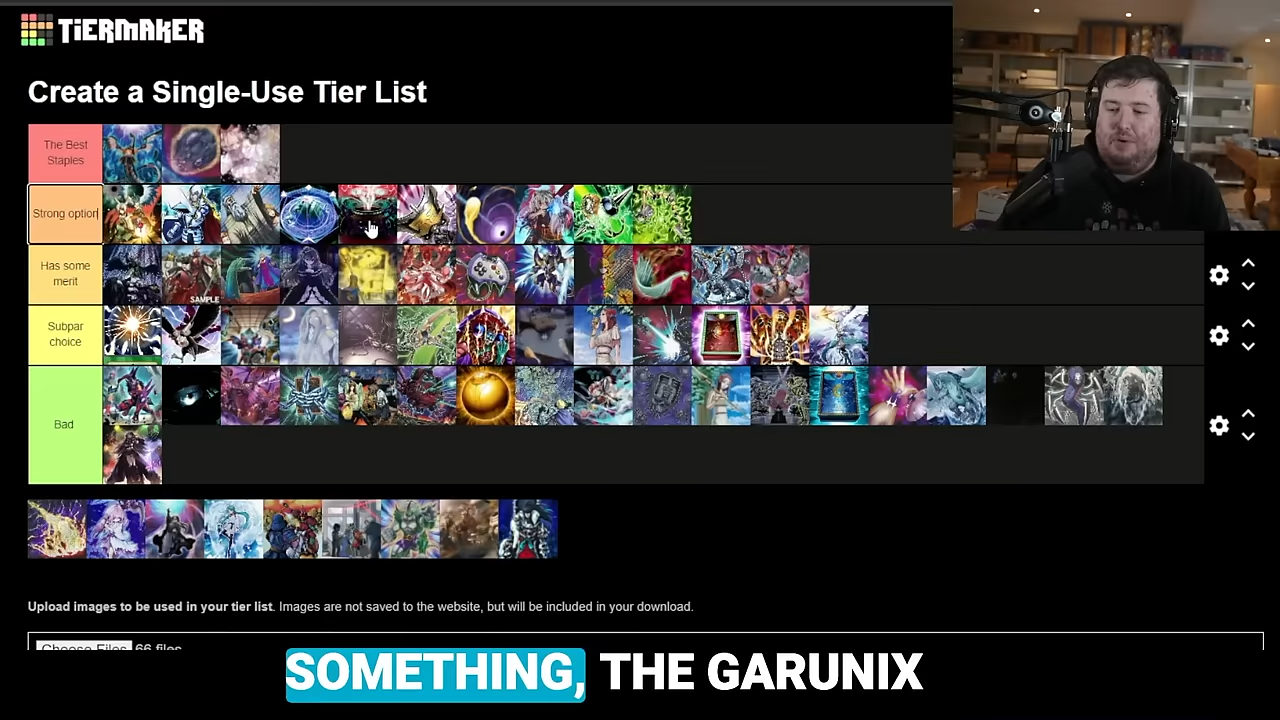 TiERMAKER
Create a Single-Use Tier List
The Best
Staples
Strong option
Has some
merit
SAMPLE
Subpar
choice
Bad
Upload images to be used in your tier list. Images are not saved to the website, but will be included in your download.
Choose Files 66 files
SOMETHING, THE GARUNIX